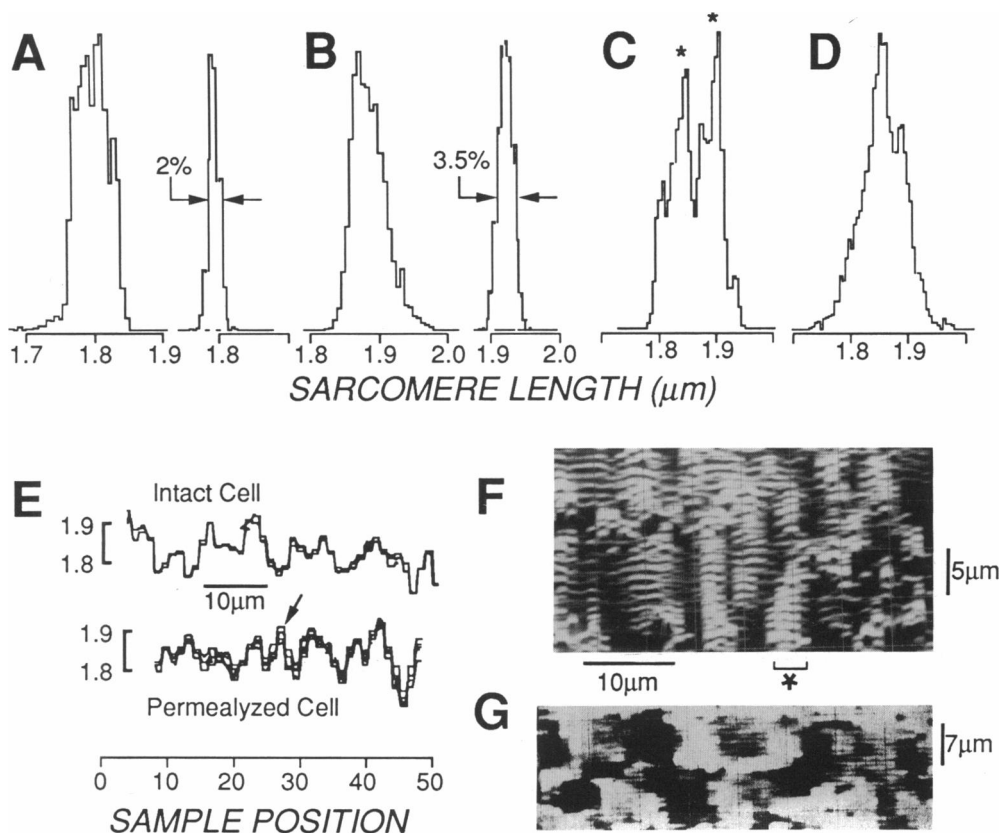 A B C * * D
2% 3.5%
1.7 1.8 1.9 1.8 1.8 1.9 2.0 1.9 2.0 1.8 1.9 1.8 1.9
SARCOMERE LENGTH (μm)
E Intact Cell
1.9
1.8
10μm
1.9
1.8
Permealyzed Cell
0 10 20 30 40 50
SAMPLE POSITION
F
5μm
10μm *
G
7μm